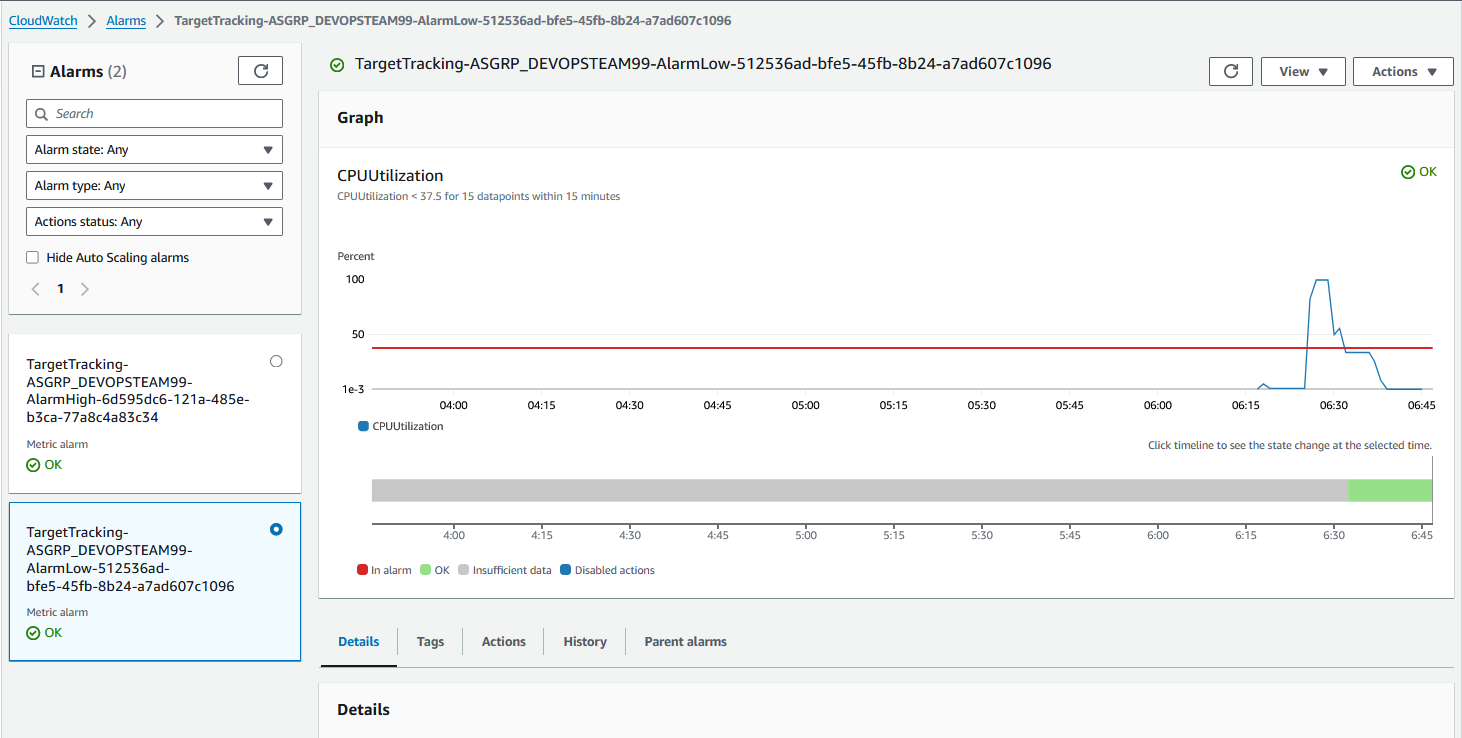 CloudWatch > Alarms > TargetTracking-ASGRP_DEVOPSTEAM99-AlarmLow-512536ad-bfe5-45fb-8b24-a7ad607c1096
Alarms (2)
Search
Alarm state: Any
Alarm type: Any
Actions status: Any
Hide Auto Scaling alarms
1
TargetTracking-
ASGRP_DEVOPSTEAM99-
AlarmHigh-6d595dc6-121a-485e-
b3ca-77a8c4a83c34
Metric alarm
OK
TargetTracking-
ASGRP_DEVOPSTEAM99-
AlarmLow-512536ad-
bfe5-45fb-8b24-a7ad607c1096
Metric alarm
OK
TargetTracking-ASGRP_DEVOPSTEAM99-AlarmLow-512536ad-bfe5-45fb-8b24-a7ad607c1096
View Actions
Graph
CPUUtilization
OK
CPUUtilization < 37.5 for 15 datapoints within 15 minutes
Percent
100
50
1e-3
04:00 04:15 04:30 04:45 05:00 05:15 05:30 05:45 06:00 06:15 06:30 06:45
CPUUtilization
Click timeline to see the state change at the selected time.
4:00 4:15 4:30 4:45 5:00 5:15 5:30 5:45 6:00 6:15 6:30 6:45
In alarm OK Insufficient data Disabled actions
Details Tags Actions History Parent alarms
Details